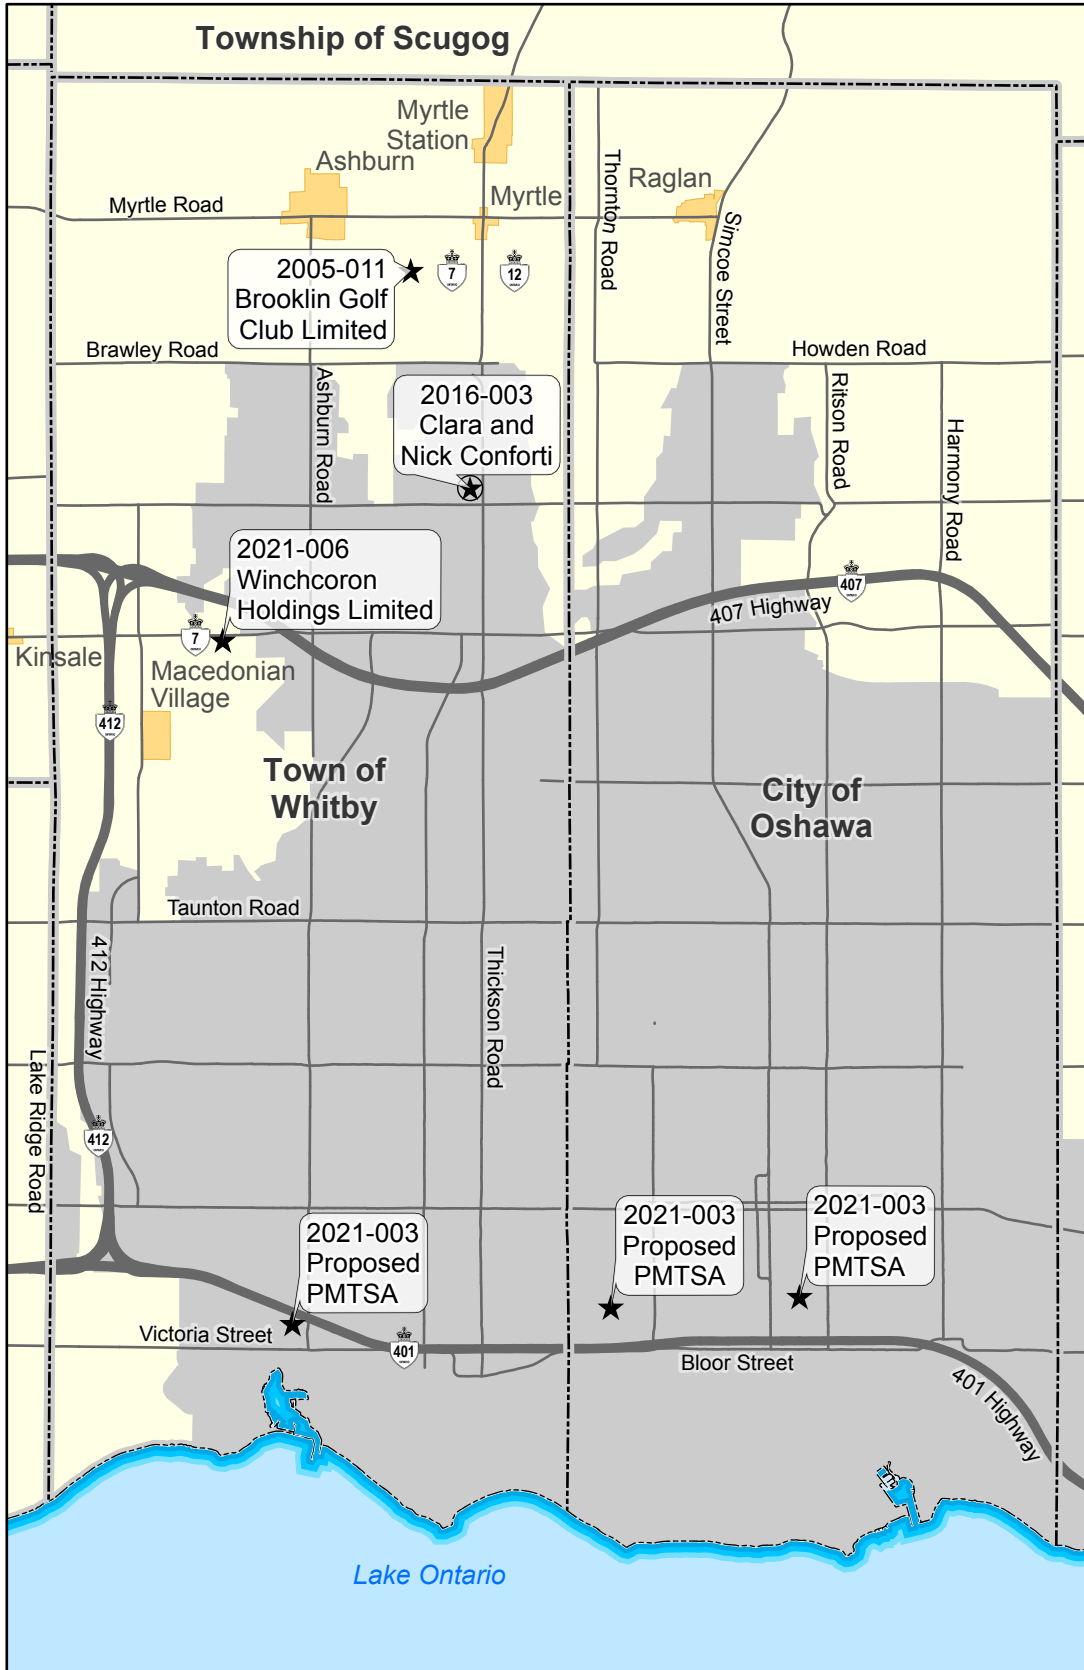 Township of Scugog
Myrtle
Station
Ashburn
Myrtle
Raglan
Myrtle Road
Thornton Road
Simcoe Street
2005-011
Brooklin Golf
Club Limited
7
12
Brawley Road
Howden Road
Ashburn Road
2016-003
Clara and
Nick Conforti
Ritson Road
Harmony Road
2021-006
Winchcoron
Holdings Limited
407
407 Highway
7
Kinsale
Macedonian
Village
412
Town of
Whitby
City of
Oshawa
Taunton Road
412 Highway
Thickson Road
Lake Ridge Road
412
2021-003
Proposed
PMTSA
2021-003
Proposed
PMTSA
2021-003
Proposed
PMTSA
Victoria Street
401
Bloor Street
401 Highway
Lake Ontario